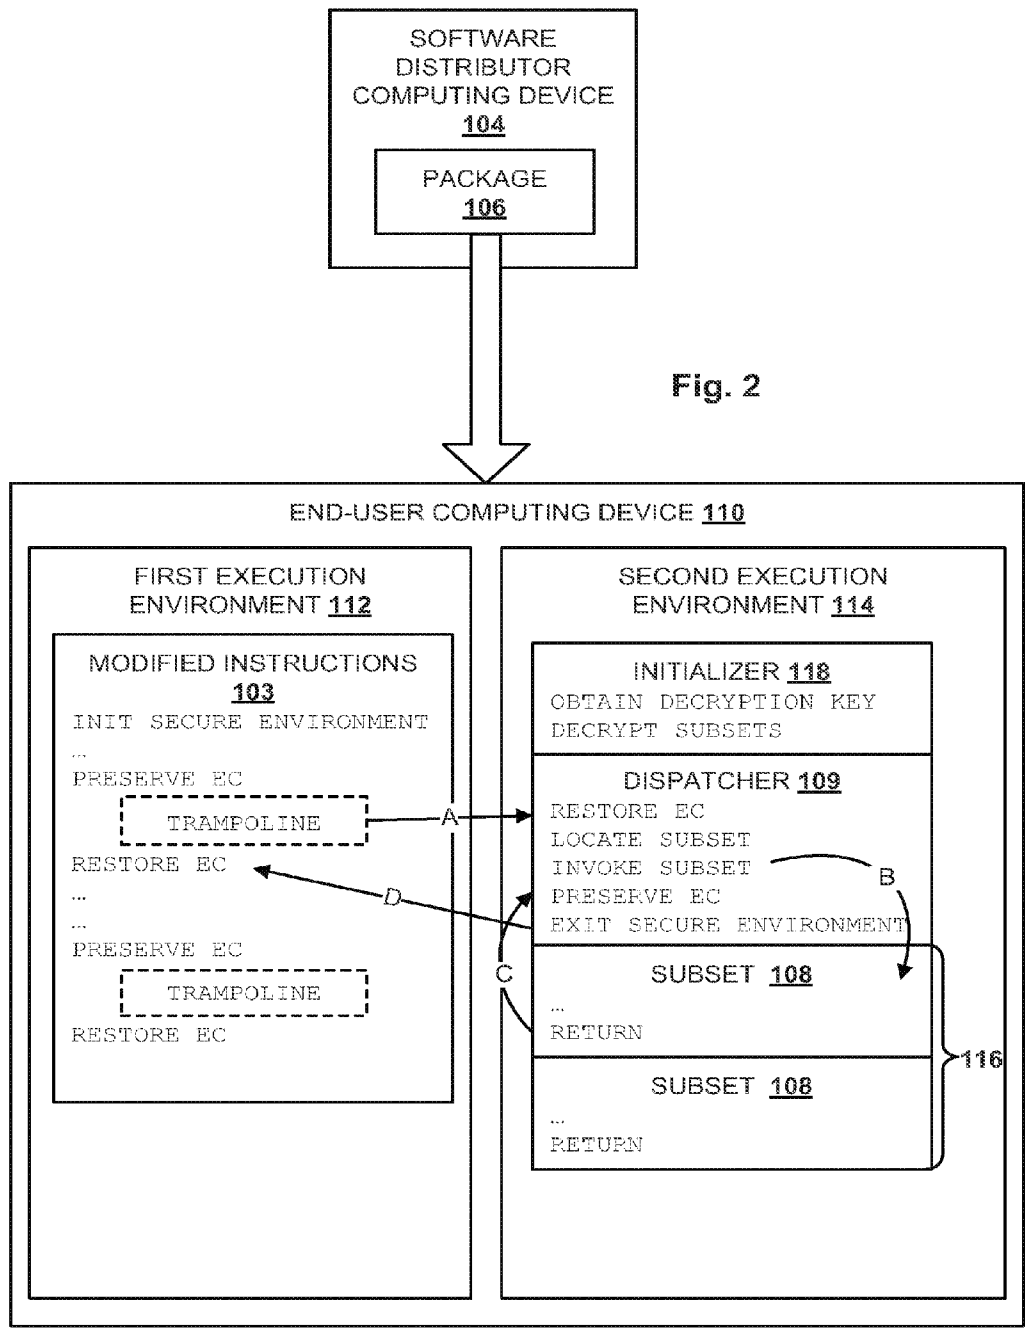 SOFTWARE
DISTRIBUTOR
COMPUTING DEVICE
104
PACKAGE
106
Fig. 2
END-USER COMPUTING DEVICE 110
FIRST EXECUTION
ENVIRONMENT 112
MODIFIED INSTRUCTIONS
103
INIT SECURE ENVIRONMENT
…
PRESERVE EC
TRAMPOLINE
RESTORE EC
…
…
PRESERVE EC
TRAMPOLINE
RESTORE EC
A
D
C
B
SECOND EXECUTION
ENVIRONMENT 114
INITIALIZER 118
OBTAIN DECRYPTION KEY
DECRYPT SUBSETS
DISPATCHER 109
RESTORE EC
LOCATE SUBSET
INVOKE SUBSET
PRESERVE EC
EXIT SECURE ENVIRONMENT
SUBSET 108
…
RETURN
SUBSET 108
…
RETURN
116